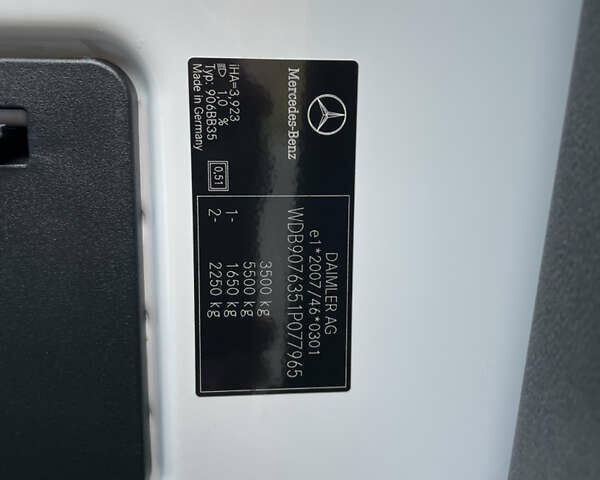 Mercedes-Benz
iHA=3,923
1,0 %
Typ: 906BB35
Made in Germany
0,51
DAIMLER AG
e1*2007/46*0301
WDB9076351P077965
3500 kg
5500 kg
1- 1650 kg
2- 2250 kg